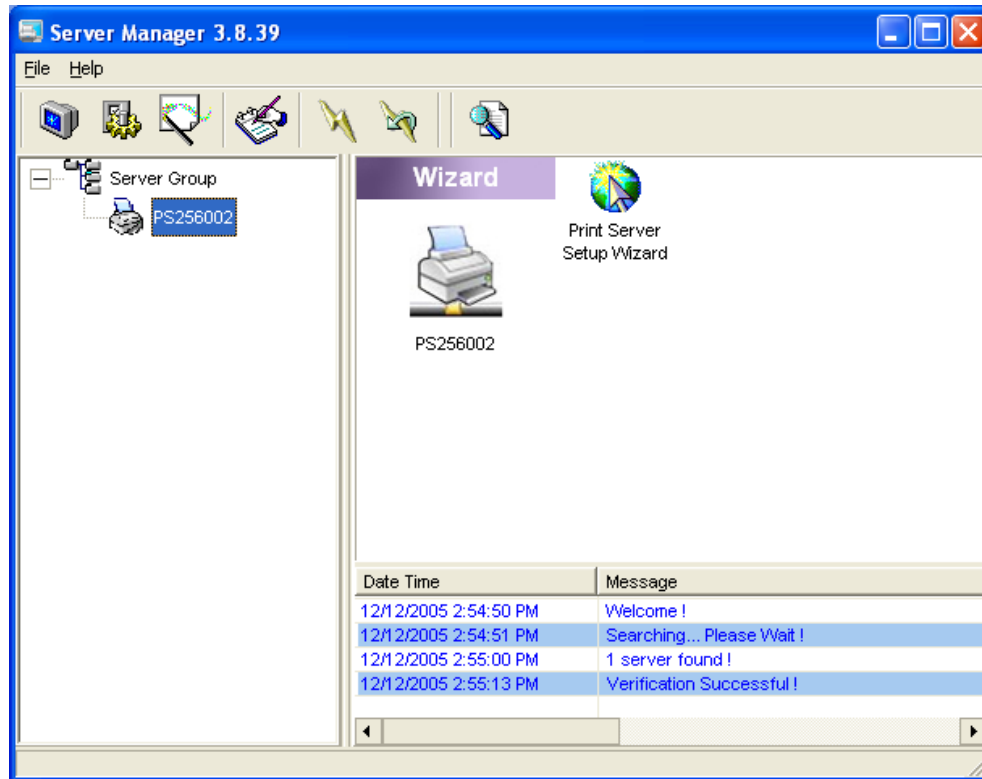 Server Manager 3.8.39
File Help
Server Group
PS256002
Wizard
Print Server
Setup Wizard
PS256002
Date Time Message
12/12/2005 2:54:50 PM Welcome !
12/12/2005 2:54:51 PM Searching... Please Wait !
12/12/2005 2:55:00 PM 1 server found !
12/12/2005 2:55:13 PM Verification Successful !